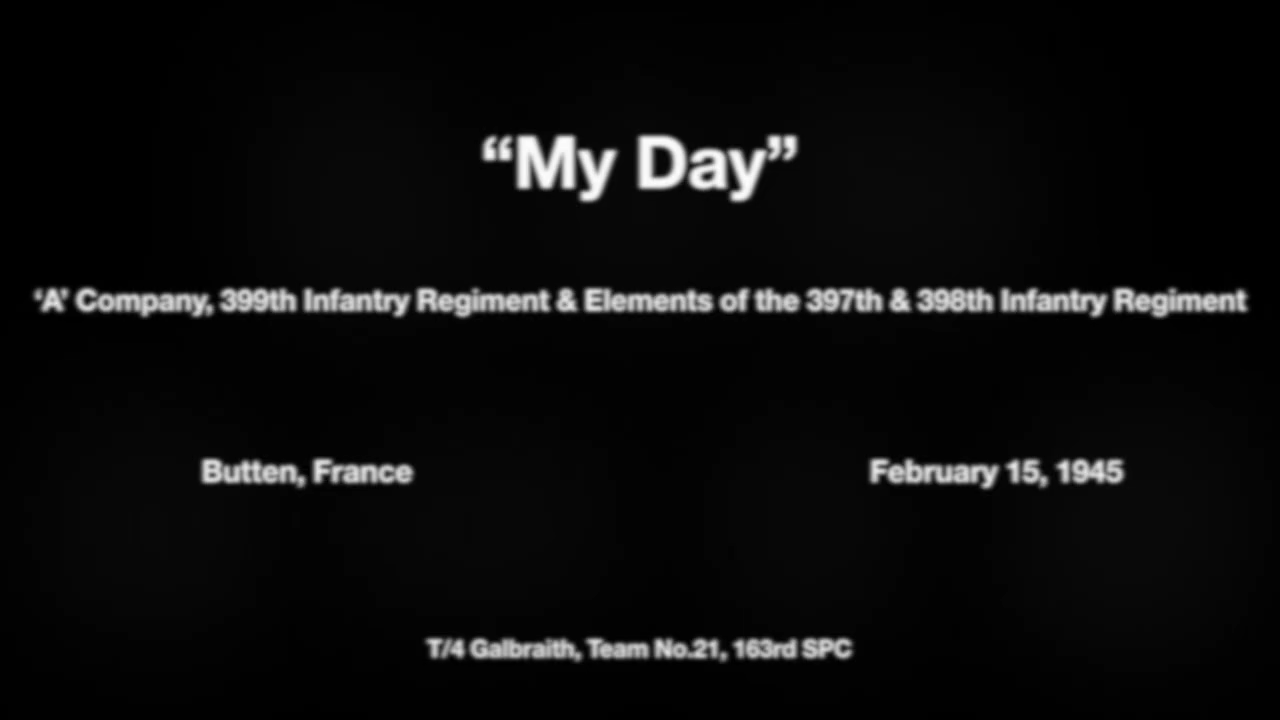 “My Day”
‘A’ Company, 399th Infantry Regiment & Elements of the 397th & 398th Infantry Regiment
Butten, France
February 15, 1945
T/4 Galbraith, Team No.21, 163rd SPC